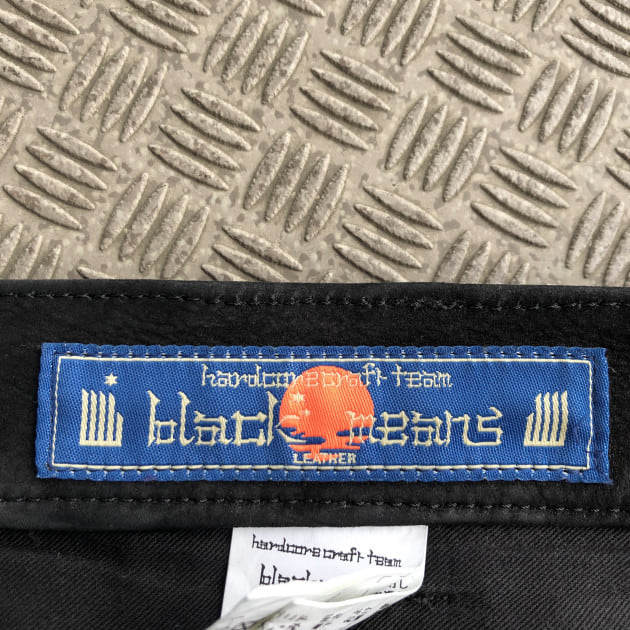 hardcore craft team
black means
LEATHER
hardcore craft team